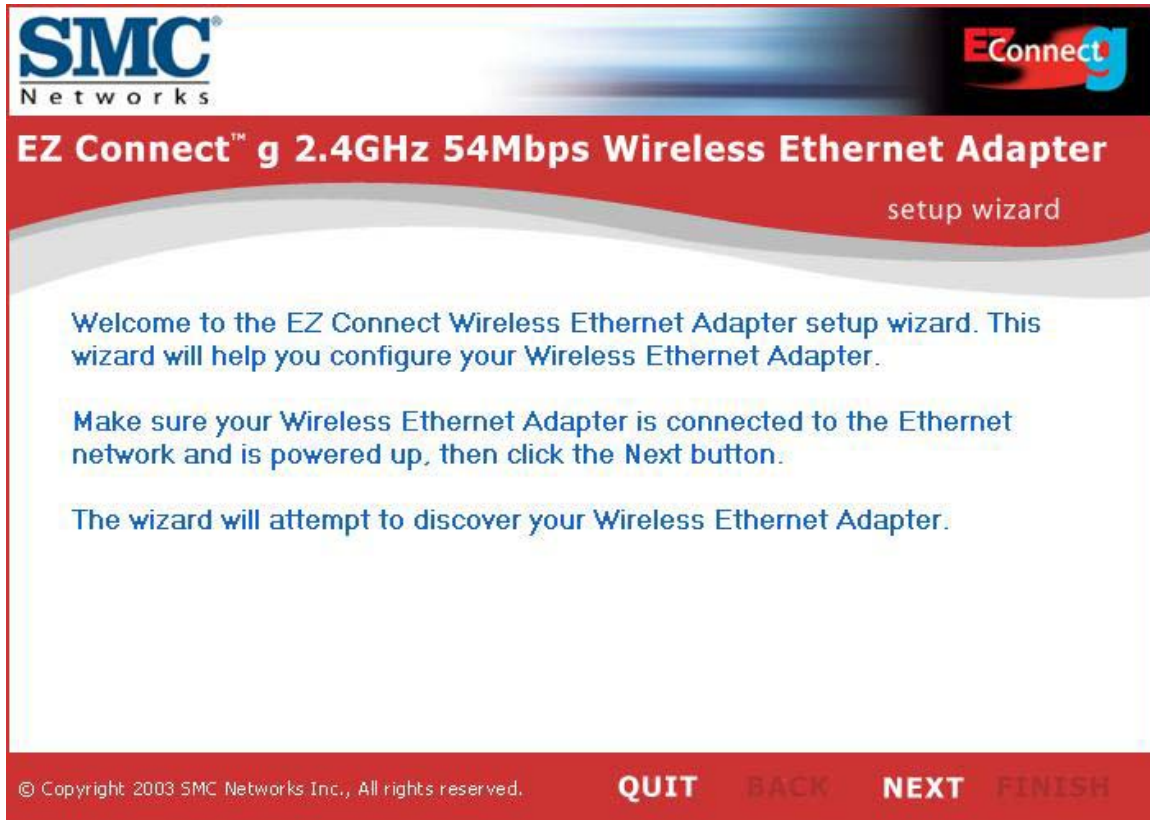 SMC®
Networks
EZ Connect g
EZ Connect™ g 2.4GHz 54Mbps Wireless Ethernet Adapter
setup wizard
Welcome to the EZ Connect Wireless Ethernet Adapter setup wizard. This
wizard will help you configure your Wireless Ethernet Adapter.
Make sure your Wireless Ethernet Adapter is connected to the Ethernet
network and is powered up, then click the Next button.
The wizard will attempt to discover your Wireless Ethernet Adapter.
© Copyright 2003 SMC Networks Inc., All rights reserved. QUIT BACK NEXT FINISH